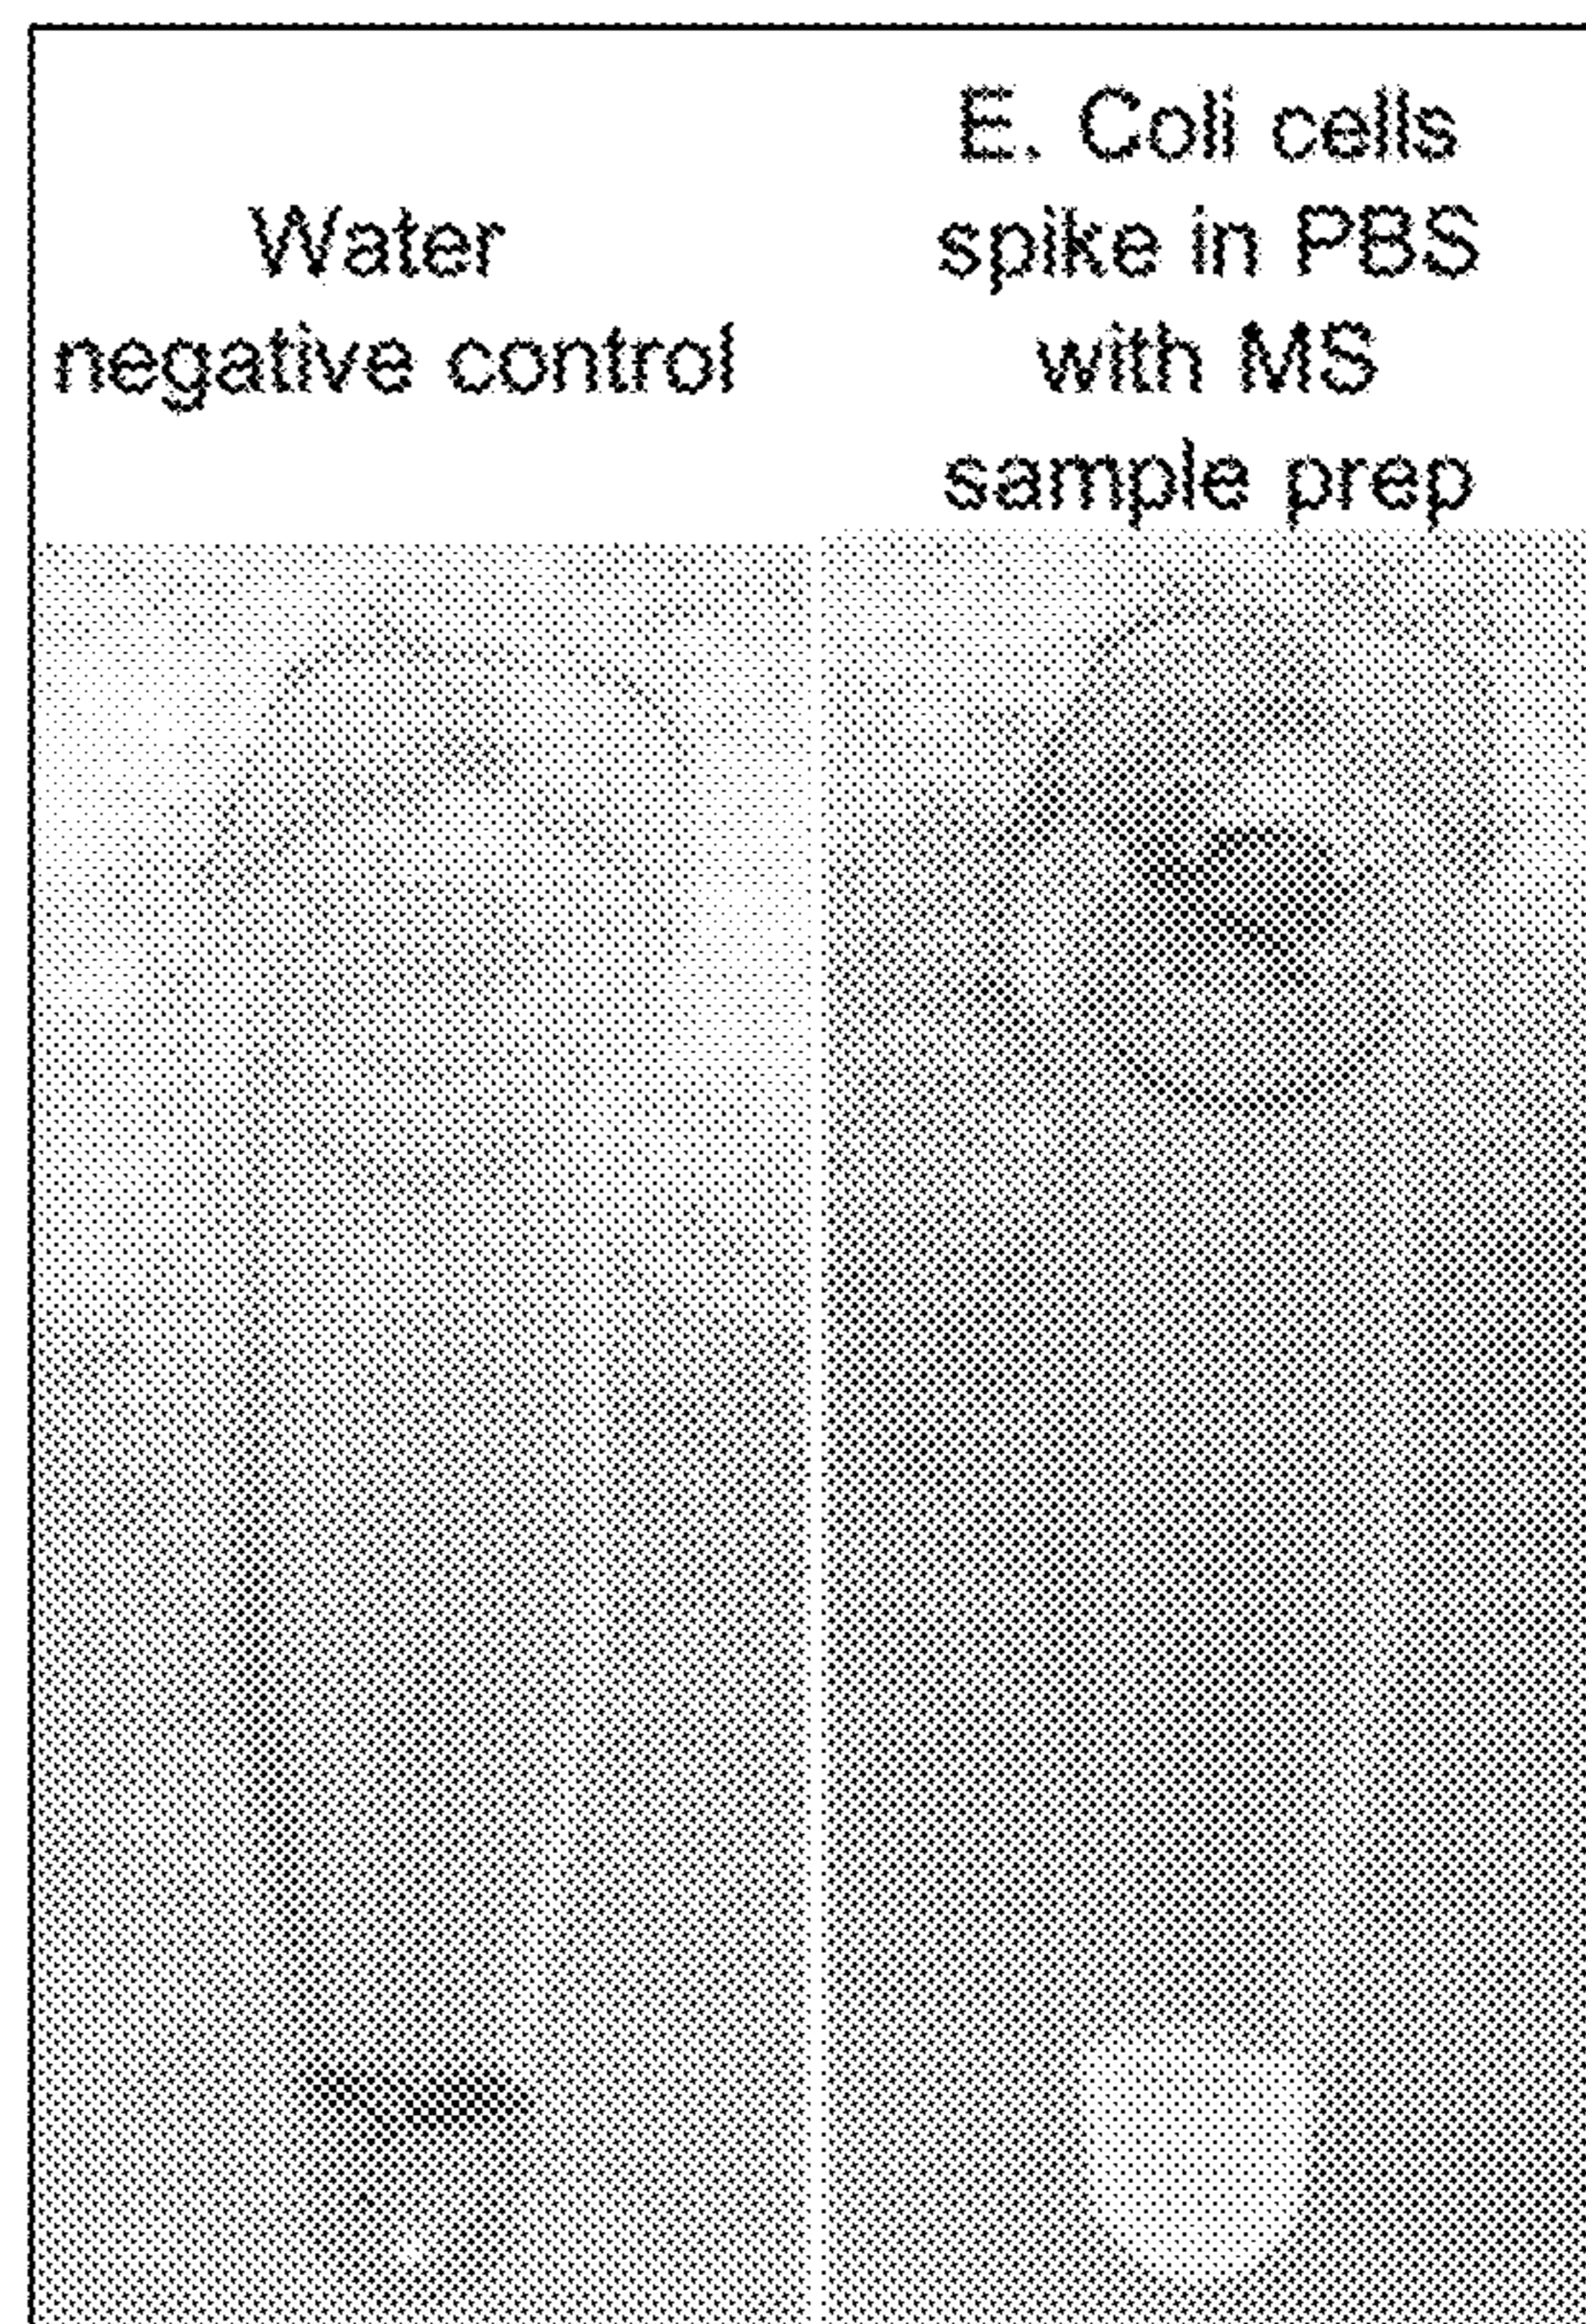 Water
negative control
E. Coli cells
spike in PBS
with MS
sample prep